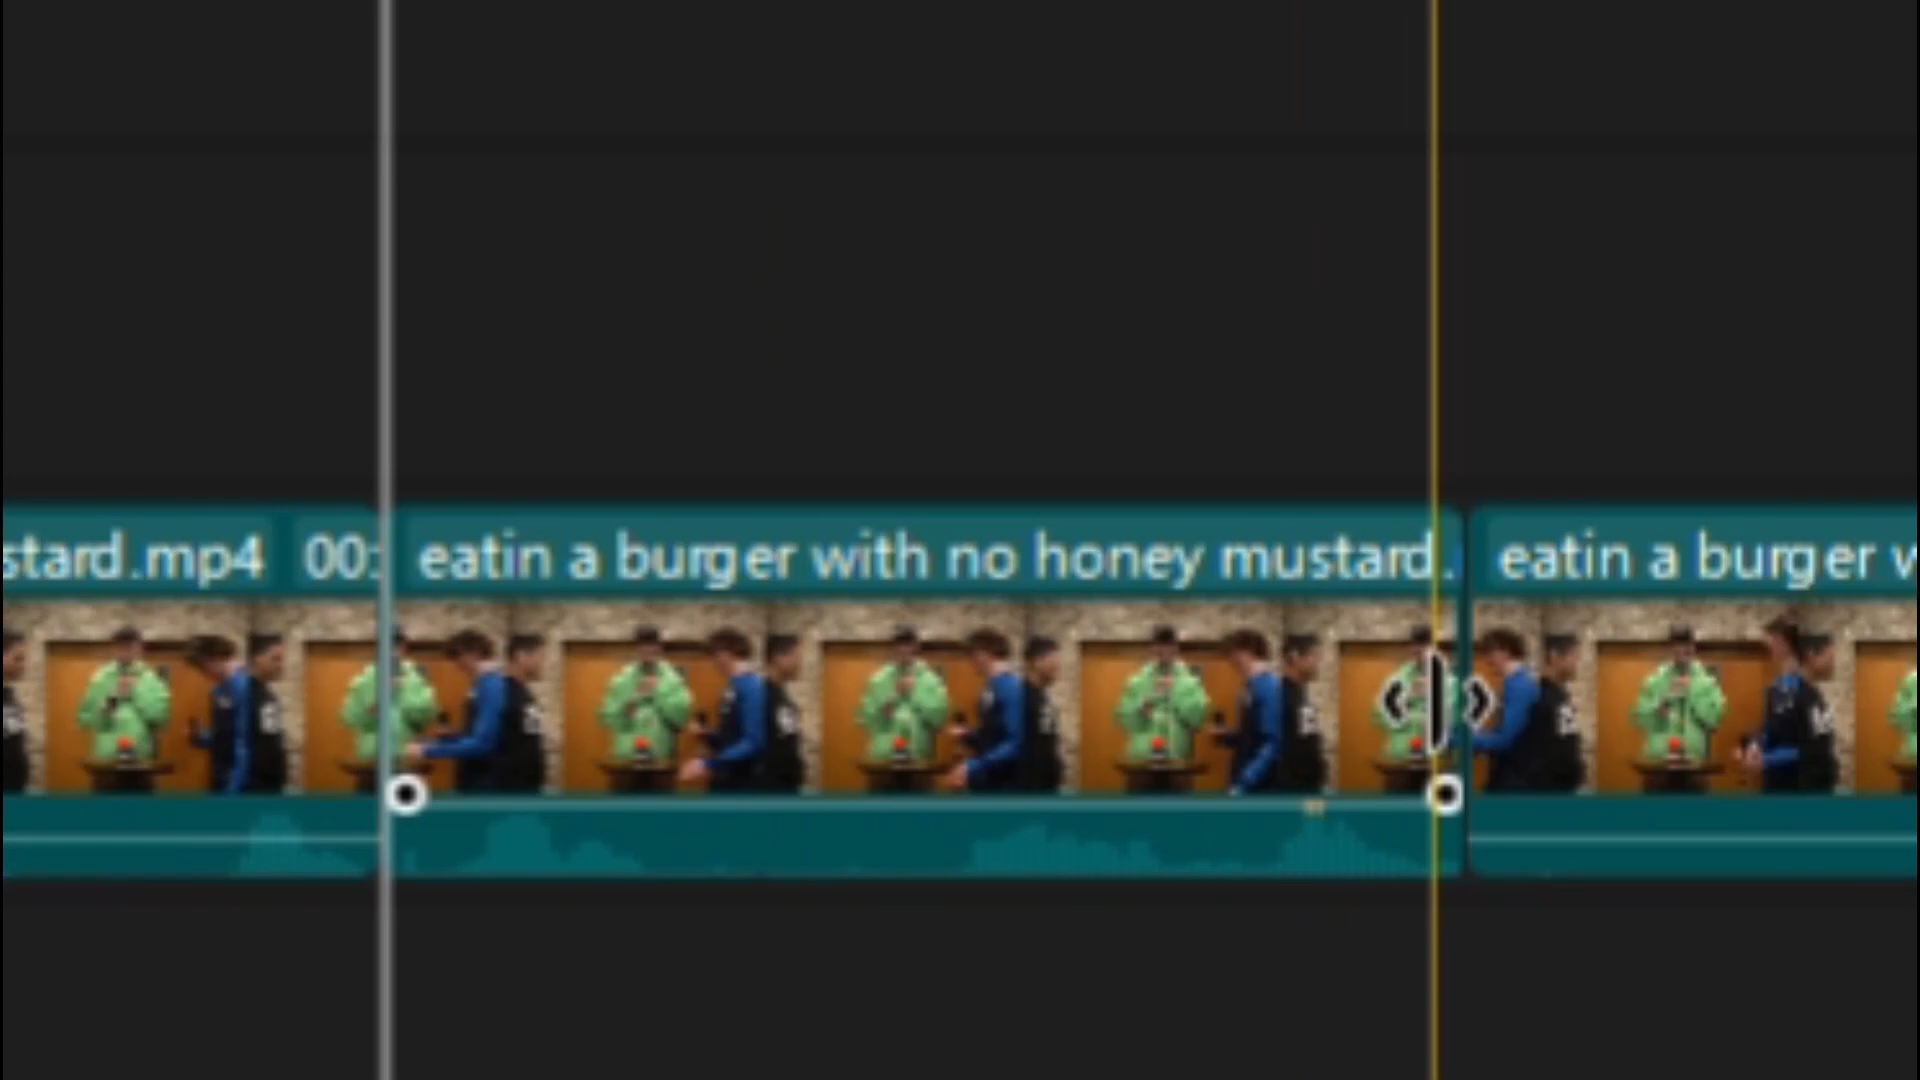 stard.mp4 00: eatin a burger with no honey mustard. eatin a burger w